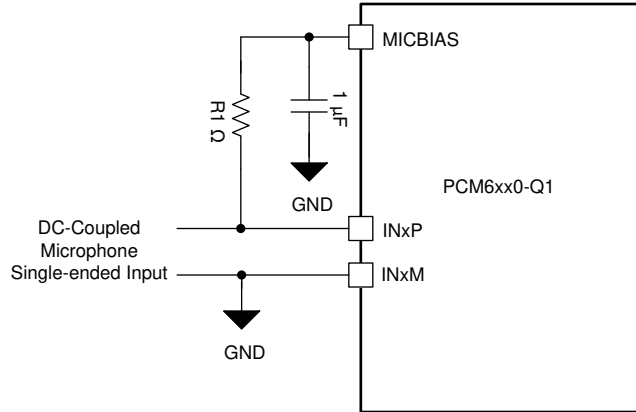 MICBIAS
R1 Ω
1 µF
GND
PCM6xx0-Q1
DC-Coupled
Microphone
Single-ended Input
INxP
INxM
GND